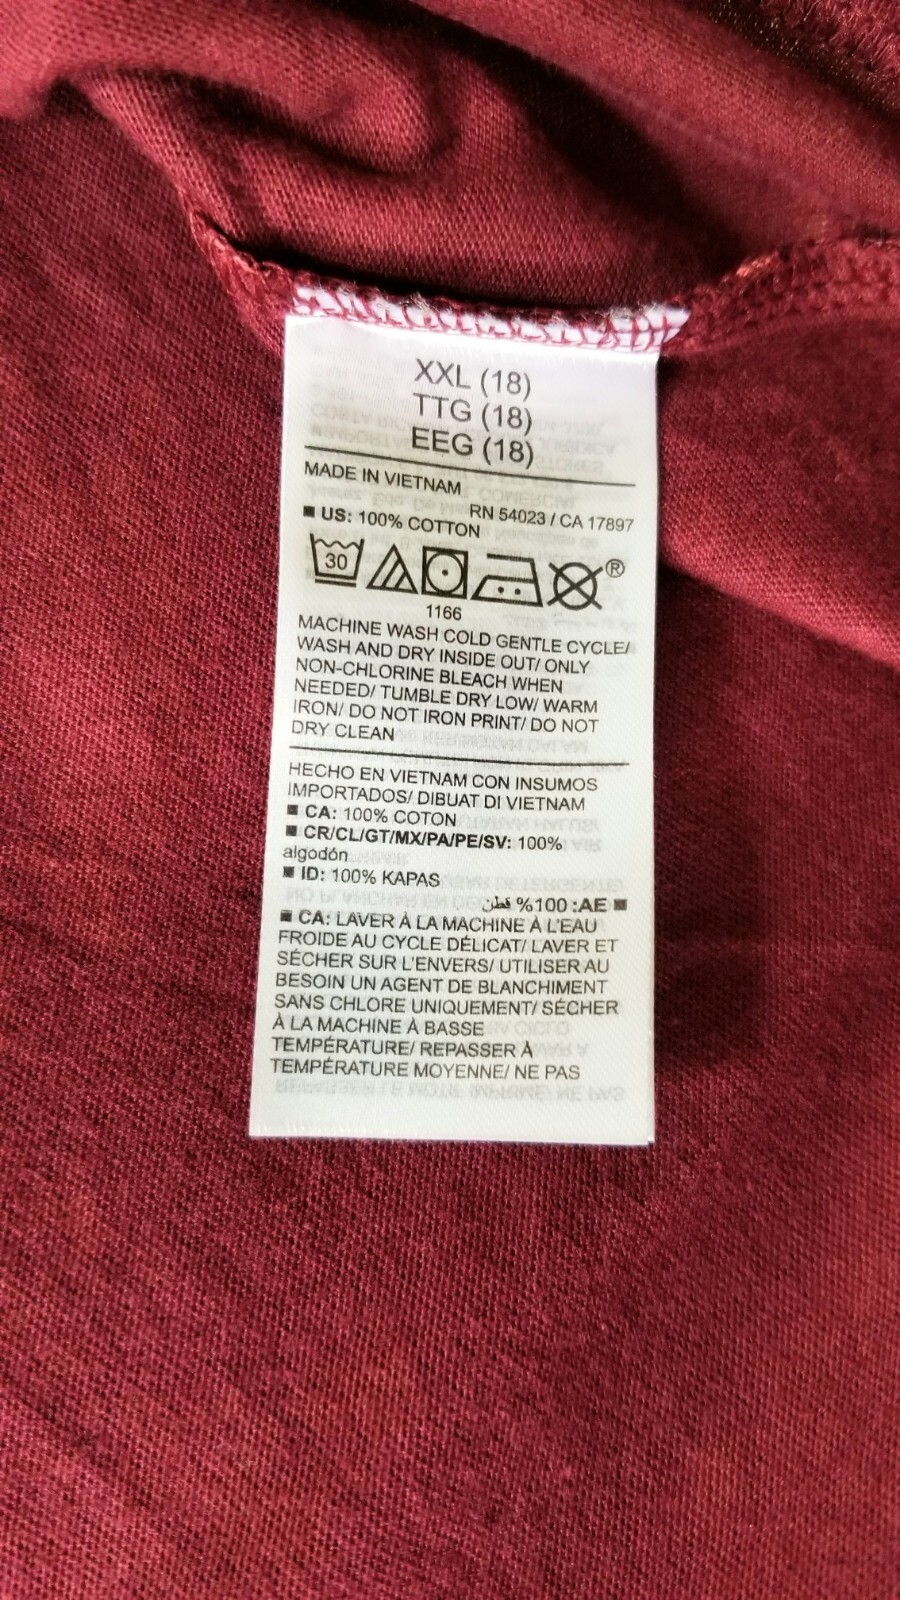 XXL (18)
TTG (18)
EEG (18)
MADE IN VIETNAM
RN 54023 / CA 17897
■ US: 100% COTTON
30
®
1166
MACHINE WASH COLD GENTLE CYCLE/
WASH AND DRY INSIDE OUT/ ONLY
NON-CHLORINE BLEACH WHEN
NEEDED/ TUMBLE DRY LOW/ WARM
IRON/ DO NOT IRON PRINT/ DO NOT
DRY CLEAN
HECHO EN VIETNAM CON INSUMOS
IMPORTADOS/ DIBUAT DI VIETNAM
■ CA: 100% COTON
■ CR/CL/GT/MX/PA/PE/SV: 100%
algodón
■ ID: 100% KAPAS
■ AE: 100% قطن
■ CA: LAVER À LA MACHINE À L'EAU
FROIDE AU CYCLE DÉLICAT/ LAVER ET
SÉCHER SUR L'ENVERS/ UTILISER AU
BESOIN UN AGENT DE BLANCHIMENT
SANS CHLORE UNIQUEMENT/ SÉCHER
À LA MACHINE À BASSE
TEMPÉRATURE/ REPASSER À
TEMPÉRATURE MOYENNE/ NE PAS